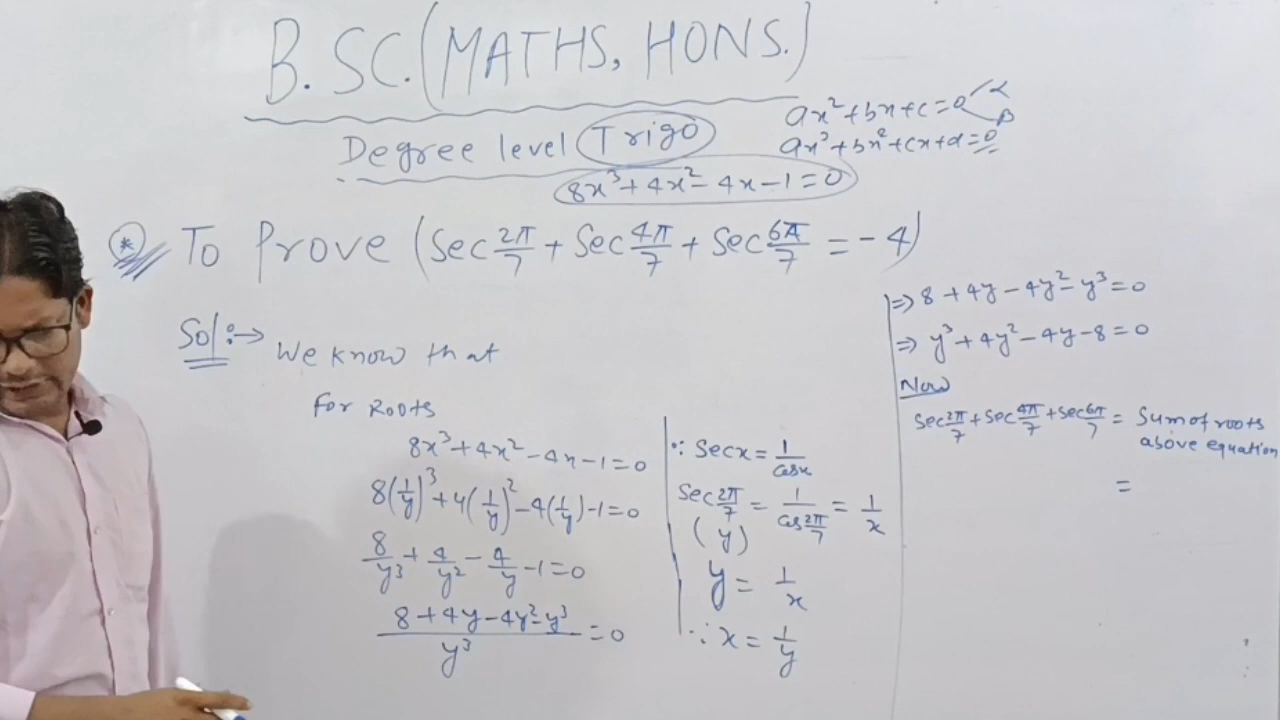 B.SC.(MATHS, HONS.)
Degree level Trigo
ax²+bx+c=0 α β
ax³+bx²+cx+d=0
8x³+4x²-4x-1=0
* To Prove (Sec 2π/7 + Sec 4π/7 + Sec 6π/7 = -4)
Sol:→ We know that
For Roots
8x³+4x²-4x-1=0
8(1/y)³+4(1/y)²-4(1/y)-1=0
8/y³+4/y²-4/y-1=0
(8+4y-4y²-y³)/y³=0
∵ Secx=1/cosx
Sec 2π/7 = 1/(cos 2π/7) = 1/x
(y)
y=1/x
∴ x=1/y
⇒ 8+4y-4y²-y³=0
⇒ y³+4y²-4y-8=0
Now
Sec 2π/7+Sec 4π/7+Sec 6π/7 = Sum of roots
above equation
=